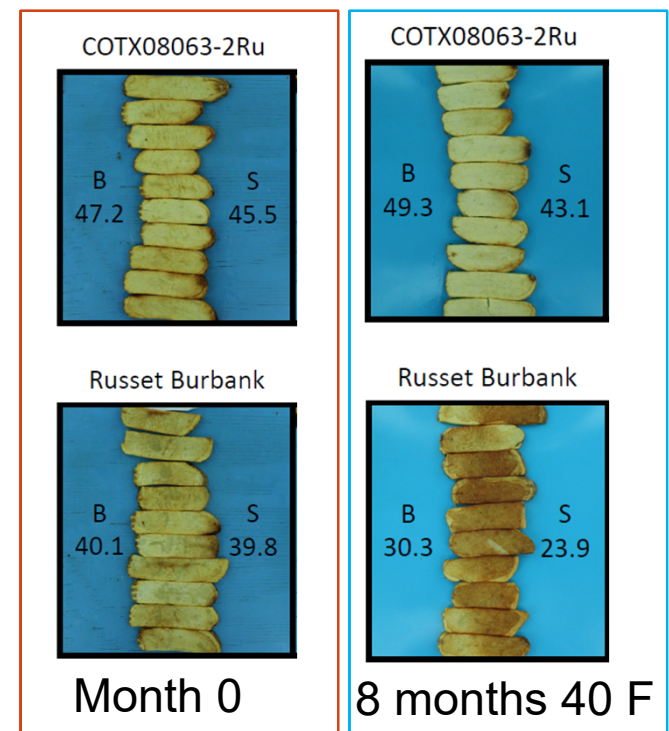 COTX08063-2Ru
B S
47.2 45.5
Russet Burbank
B S
40.1 39.8
Month 0
COTX08063-2Ru
B S
49.3 43.1
Russet Burbank
B S
30.3 23.9
8 months 40 F